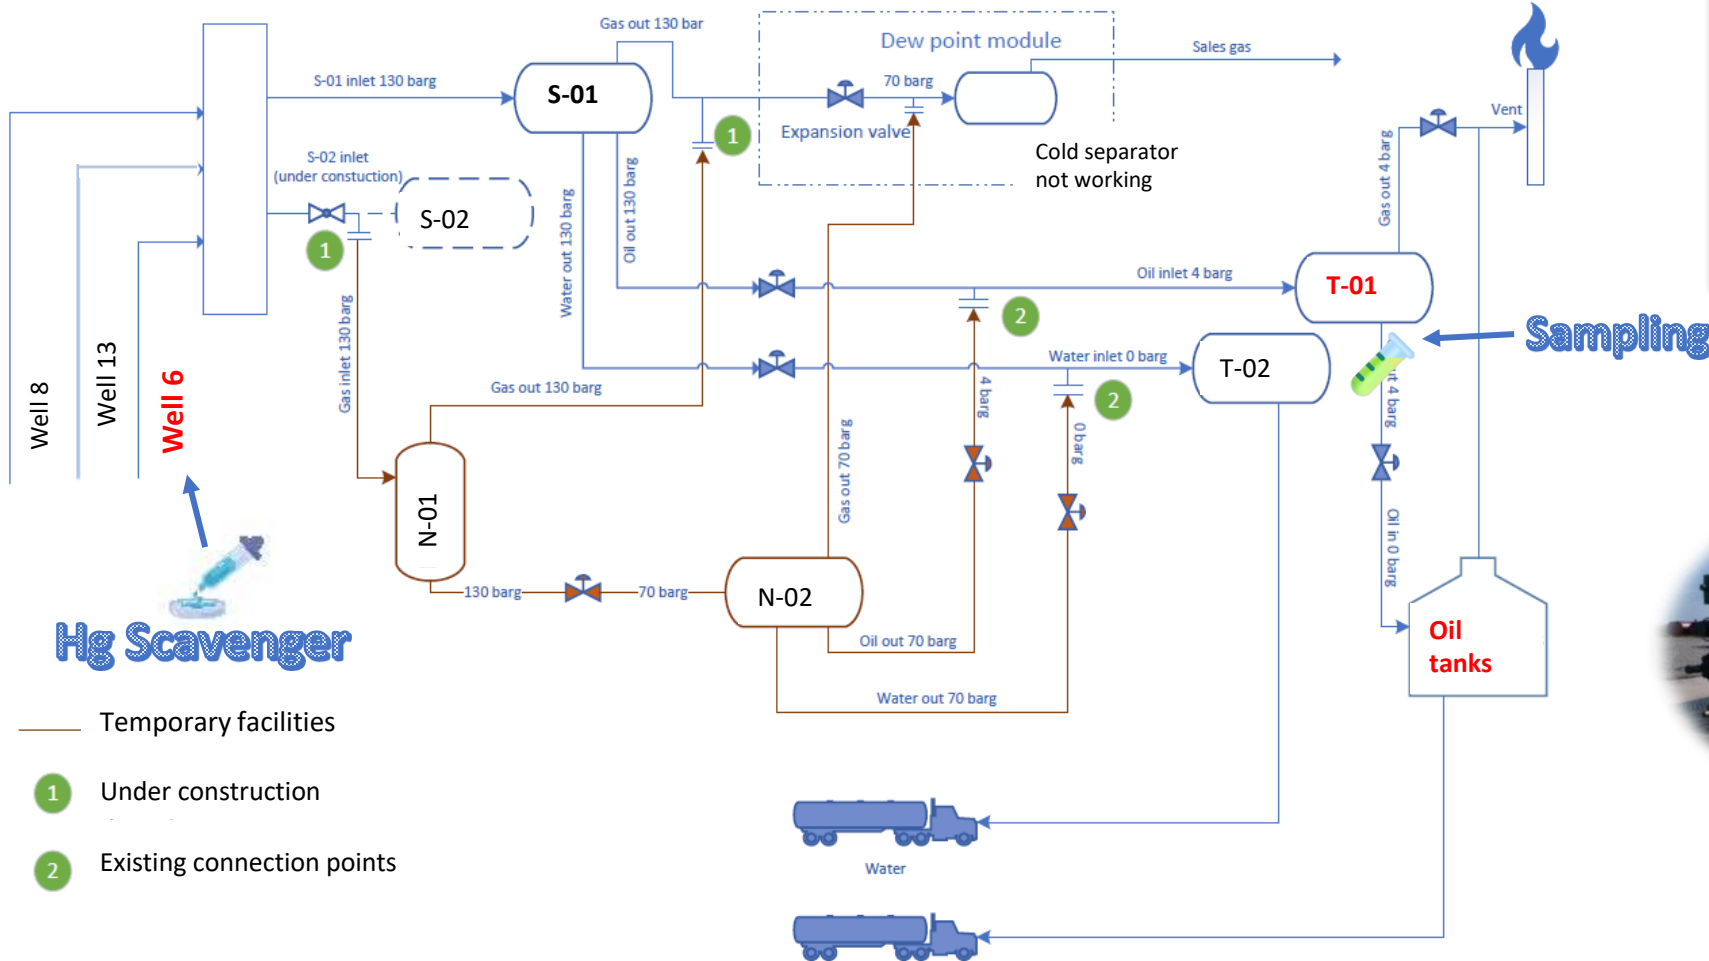 Gas out 130 bar
Dew point module
Sales gas
S-01 inlet 130 barg
S-01
70 barg
Vent
1
Expansion valve
Cold separator
not working
S-02 inlet
(under constuction)
S-02
1
Water out 130 barg
Oil out 130 barg
Gas out 4 barg
Oil inlet 4 barg
T-01
2
Sampling
Gas inlet 130 barg
Well 8
Well 13
Well 6
Gas out 130 barg
Water inlet 0 barg
T-02
4 barg
2
out 4 barg
0 barg
Gas out 70 barg
N-01
Oil in 0 barg
130 barg
70 barg
N-02
Hg Scavenger
Oil out 70 barg
Oil
tanks
Water out 70 barg
Temporary facilities
1
Under construction
2
Existing connection points
Water